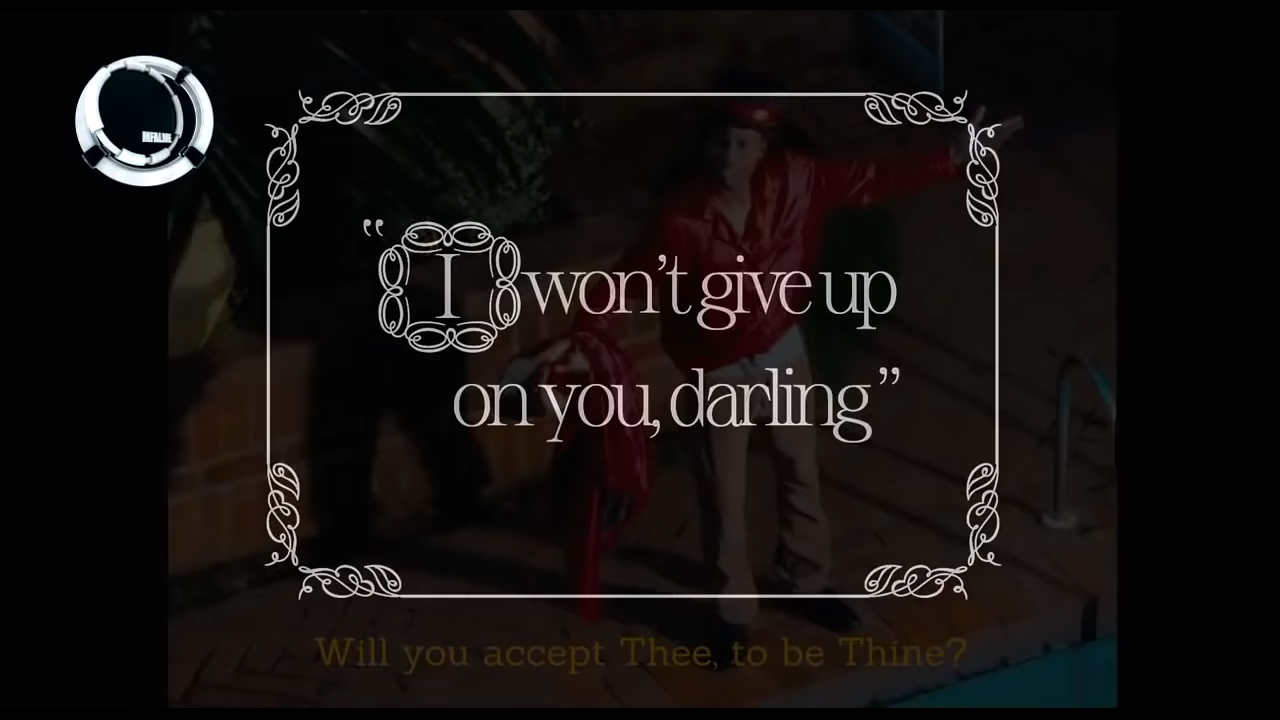 “I won’t give up
on you, darling”
Will you accept Thee, to be Thine?